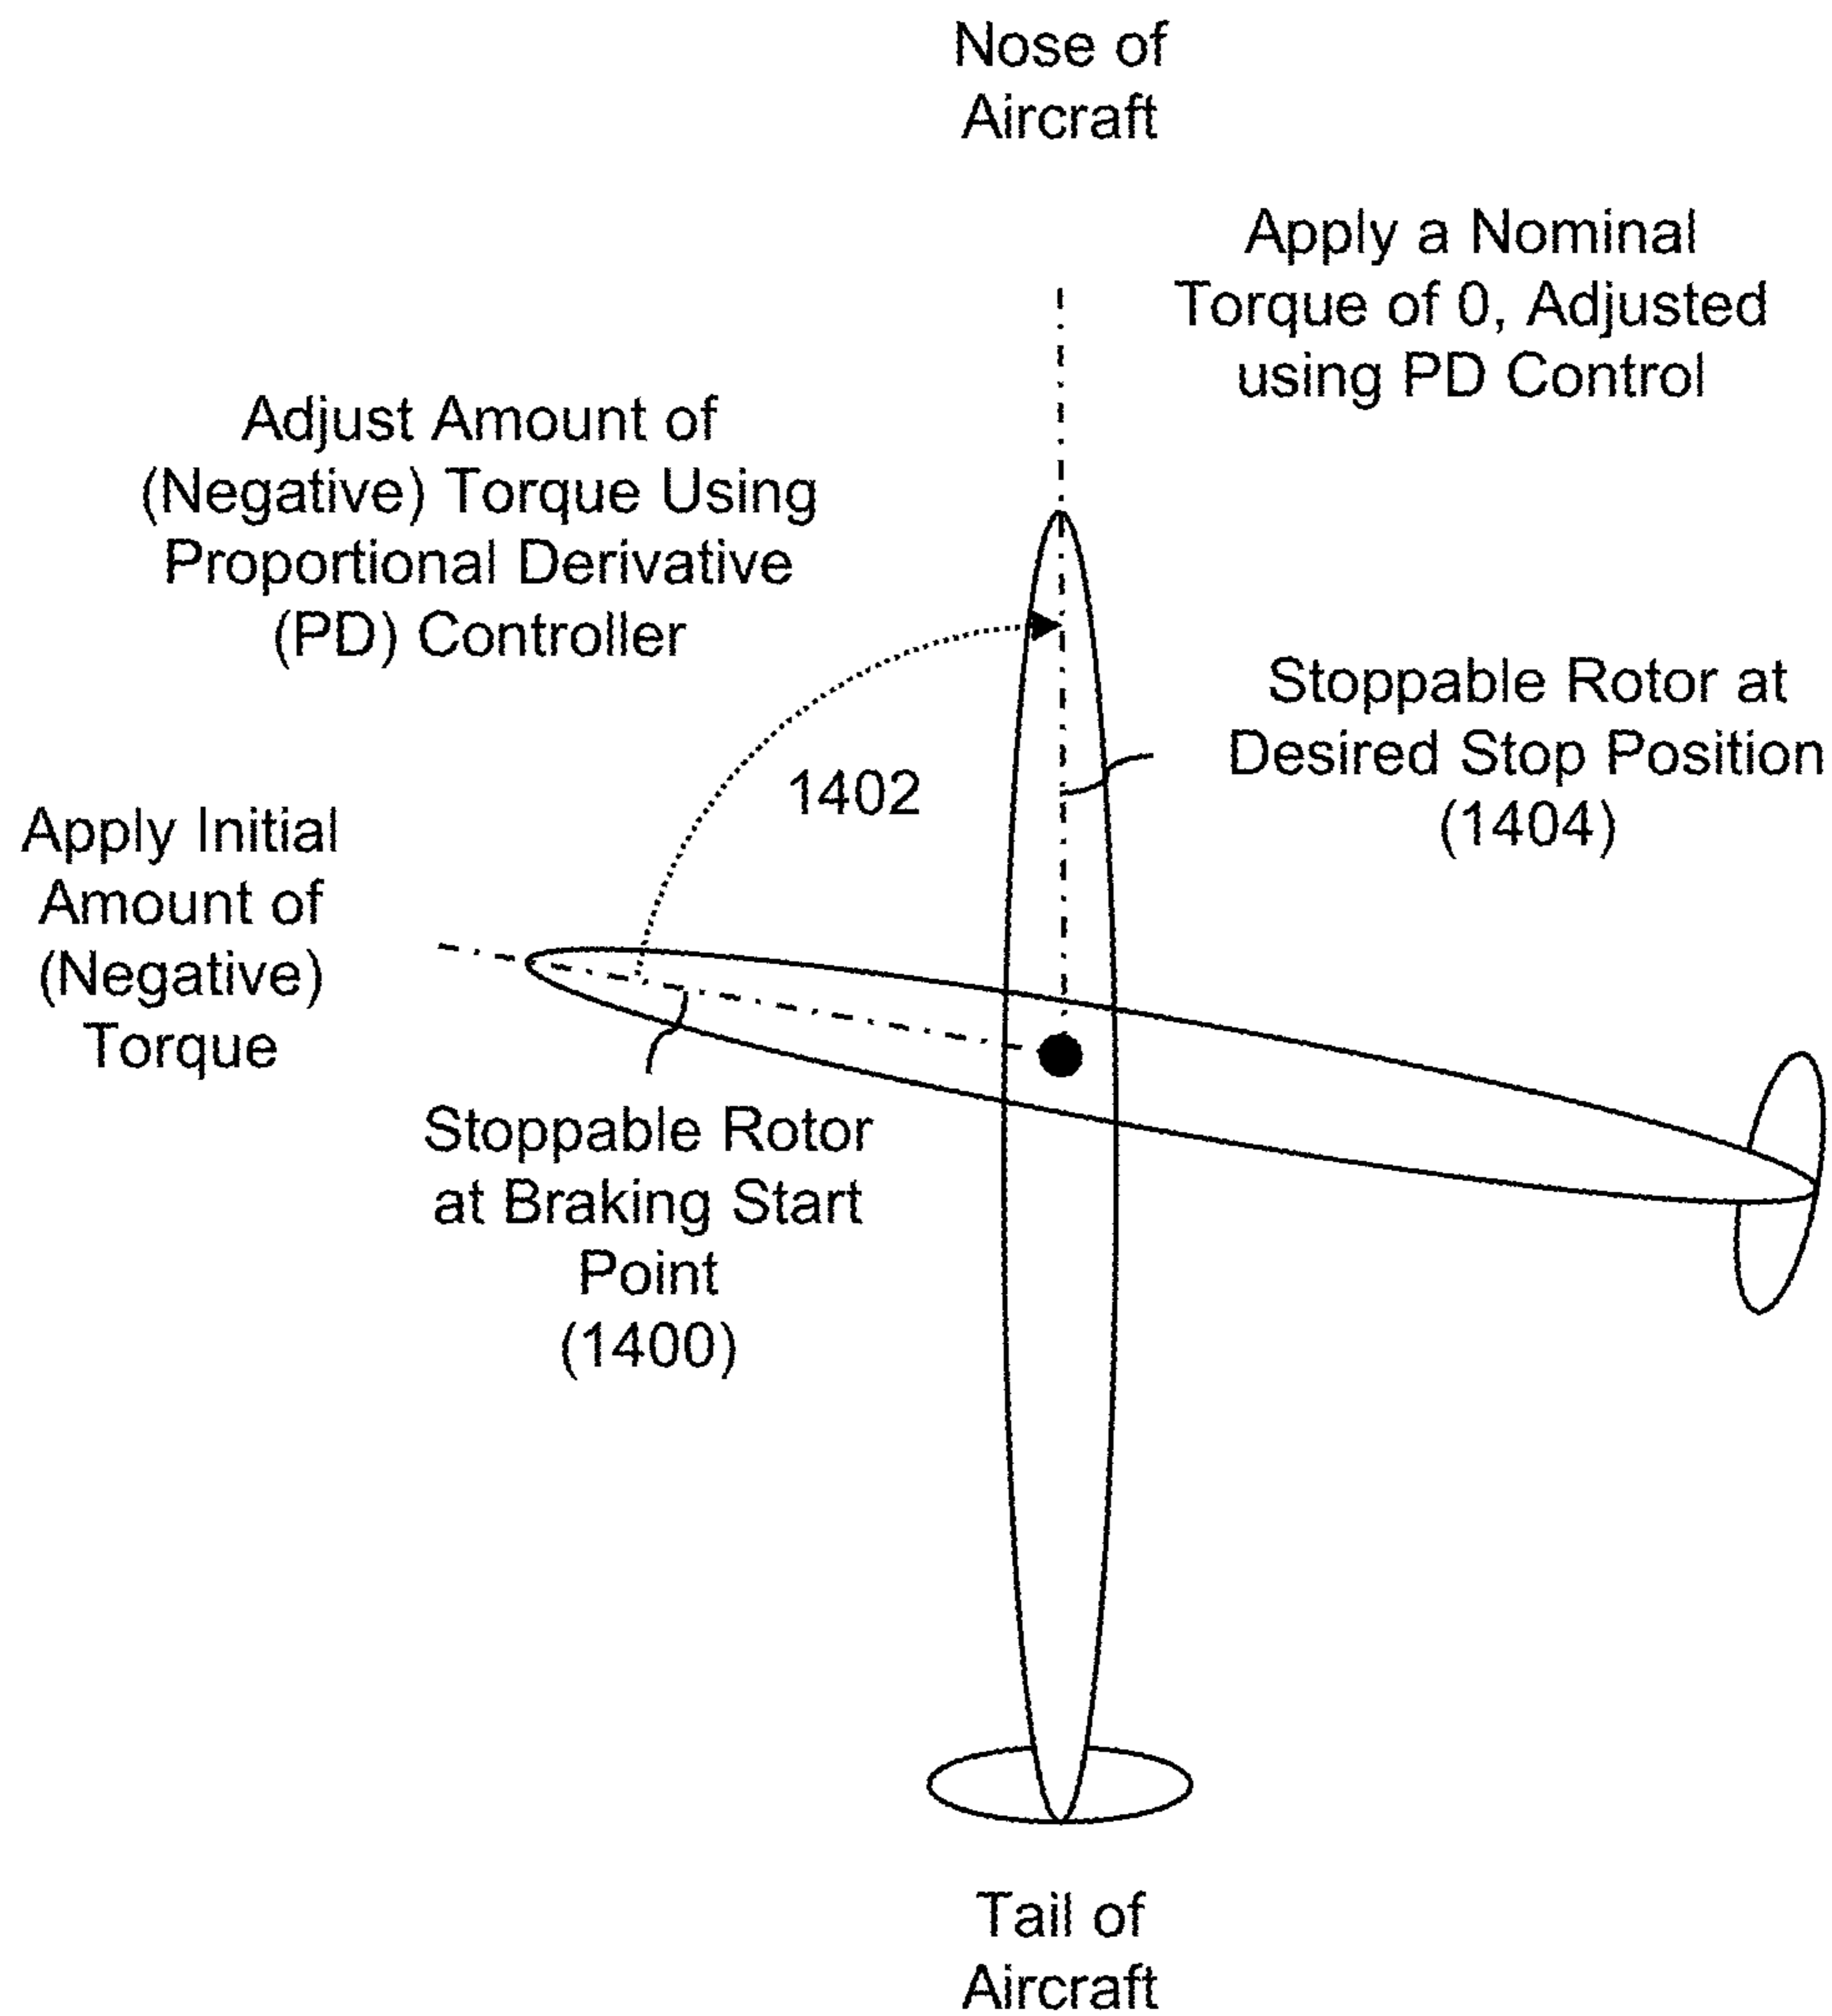 Nose of
Aircraft
Apply a Nominal
Torque of 0, Adjusted
using PD Control
Adjust Amount of
(Negative) Torque Using
Proportional Derivative
(PD) Controller
Stoppable Rotor at
Desired Stop Position
(1404)
1402
Apply Initial
Amount of
(Negative)
Torque
Stoppable Rotor
at Braking Start
Point
(1400)
Tail of
Aircraft